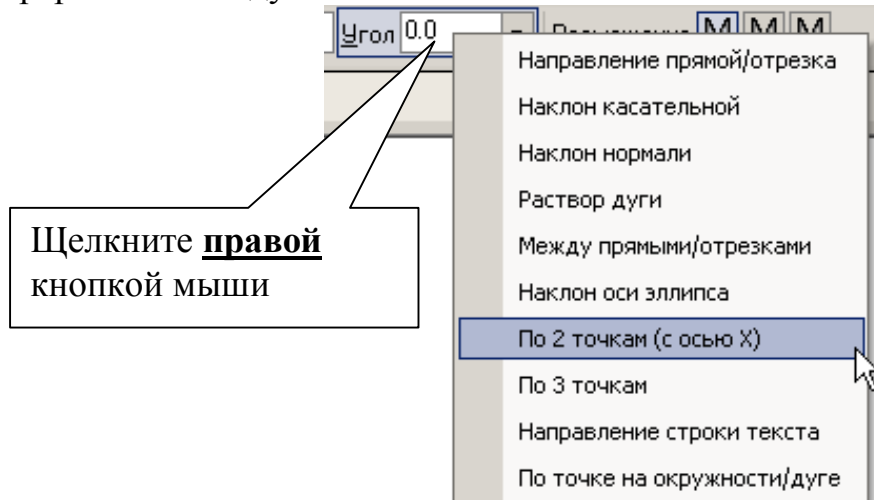 Угол 0.0
М М М
Направление прямой/отрезка
Наклон касательной
Наклон нормали
Раствор дуги
Между прямыми/отрезками
Наклон оси эллипса
По 2 точкам (с осью X)
По 3 точкам
Направление строки текста
По точке на окружности/дуге
Щелкните правой
кнопкой мыши